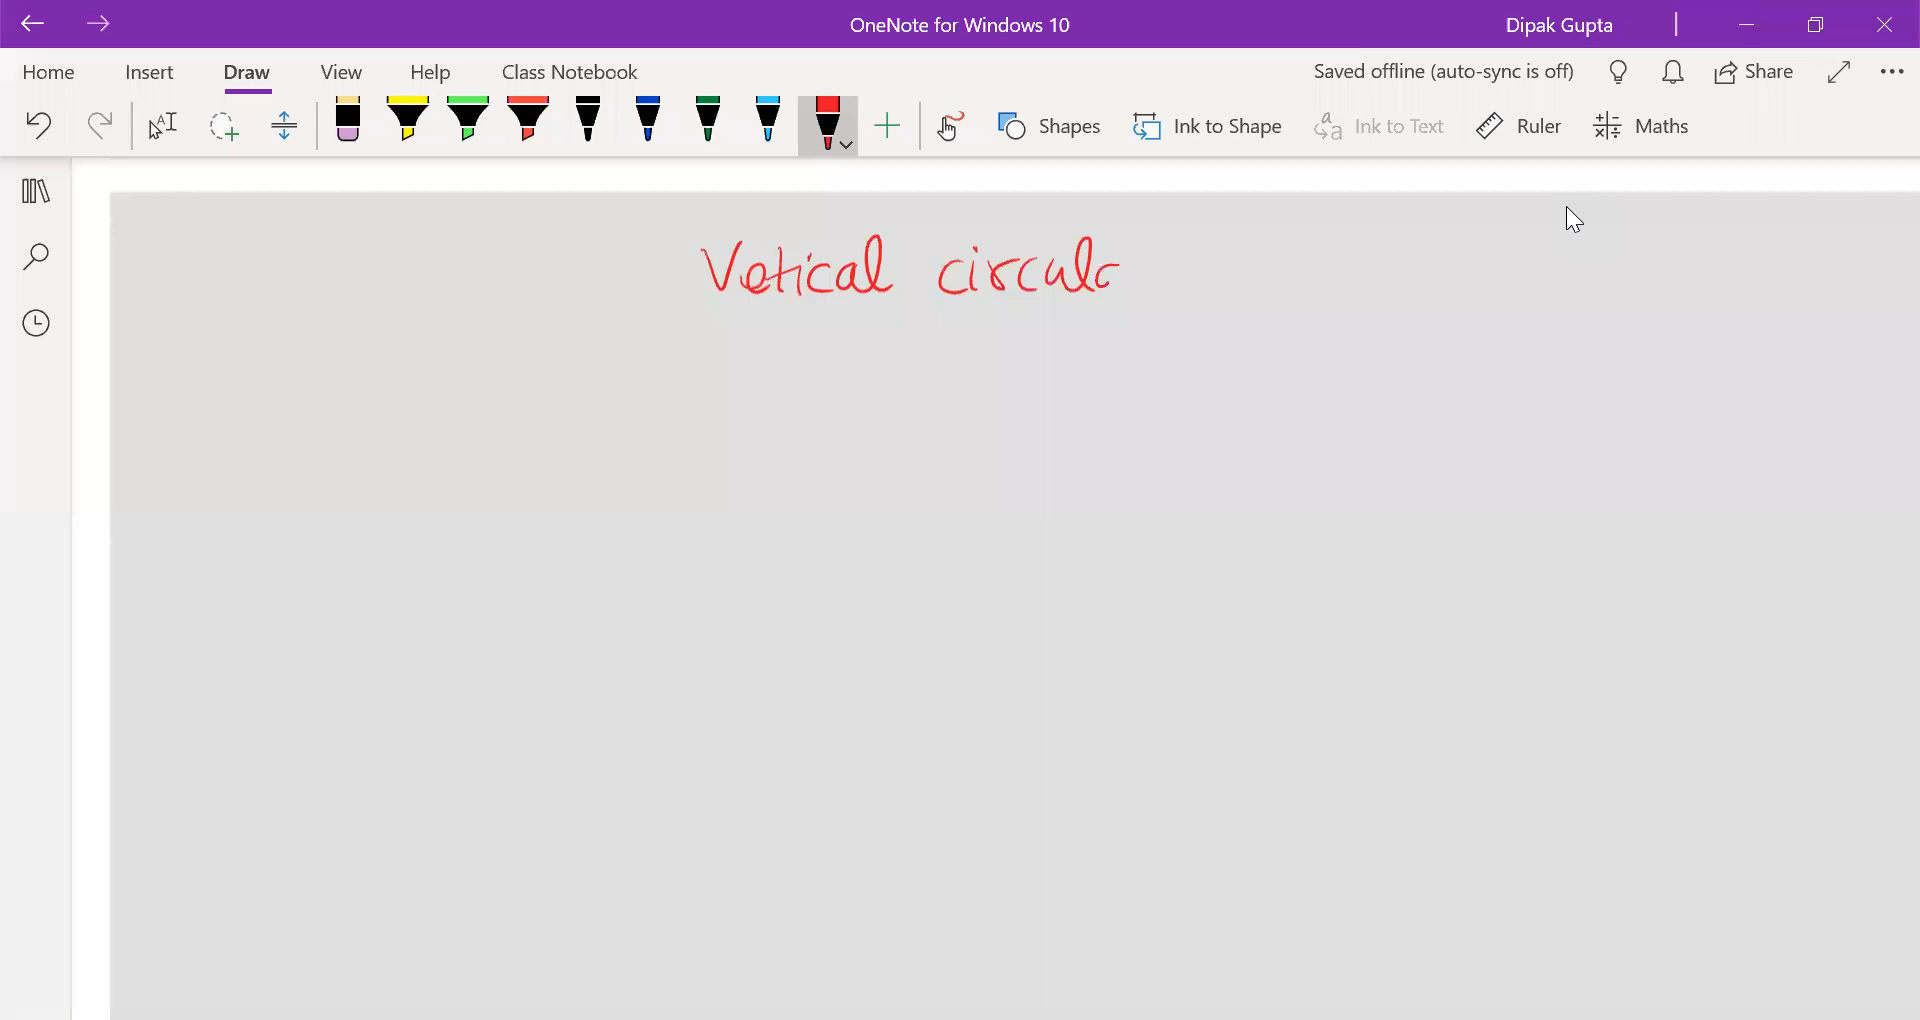 OneNote for Windows 10 Dipak Gupta
Home Insert Draw View Help Class Notebook Saved offline (auto-sync is off) Share
Shapes Ink to Shape Ink to Text Ruler Maths
Vetical circula